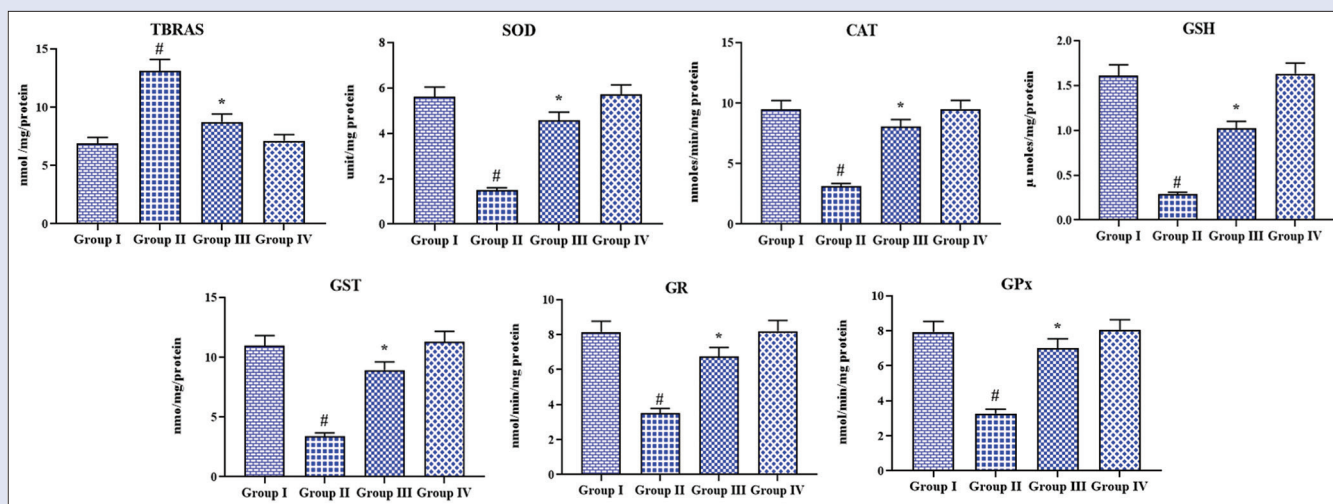 TBRAS
nmol /mg/protein
15
10
5
0
#
*
Group I Group II Group III Group IV
SOD
unit/mg protein
8
6
4
2
0
#
*
Group I Group II Group III Group IV
CAT
nmoles/min/mg protein
15
10
5
0
#
*
Group I Group II Group III Group IV
GSH
µ moles/mg/protein
2.0
1.5
1.0
0.5
0.0
#
*
Group I Group II Group III Group IV
GST
nmo/mg/protein
15
10
5
0
#
*
Group I Group II Group III Group IV
GR
nmol/min/mg protein
10
8
6
4
2
0
#
*
Group I Group II Group III Group IV
GPx
nmol/min/mg protein
10
8
6
4
2
0
#
*
Group I Group II Group III Group IV